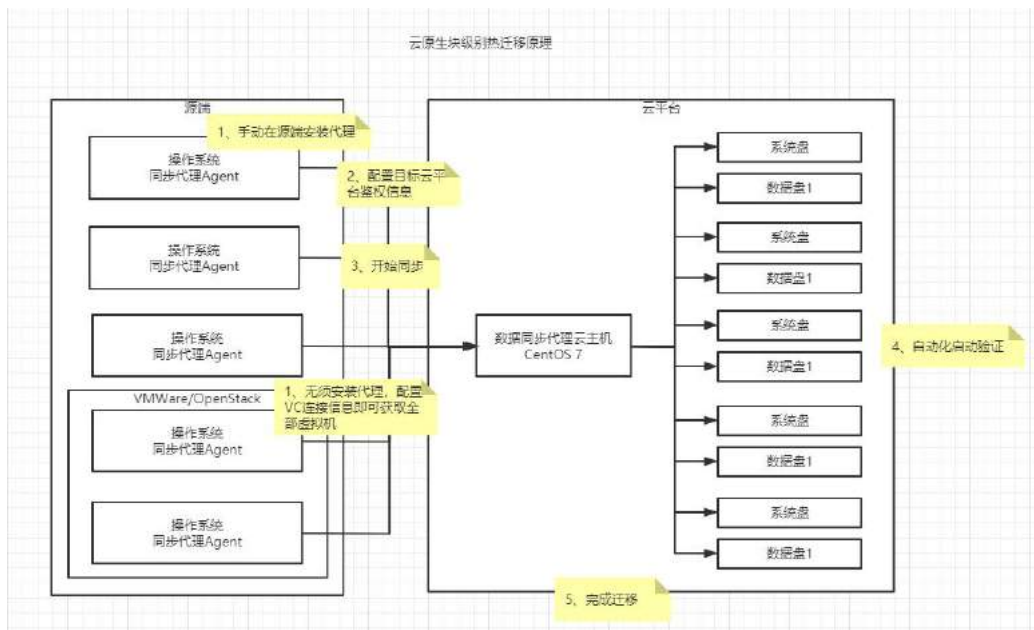 云原生块级别热迁移原理
源端
1、手动在源端安装代理
操作系统
同步代理Agent
2、配置目标云平
台鉴权信息
操作系统
同步代理Agent
3、开始同步
操作系统
同步代理Agent
VMWare/OpenStack
1、无须安装代理，配置
VC连接信息即可获取全
部虚拟机
操作系统
同步代理Agent
操作系统
同步代理Agent
云平台
数据同步代理云主机
CentOS 7
系统盘
数据盘1
系统盘
数据盘1
系统盘
数据盘1
系统盘
数据盘1
系统盘
数据盘1
4、自动化启动验证
5、完成迁移